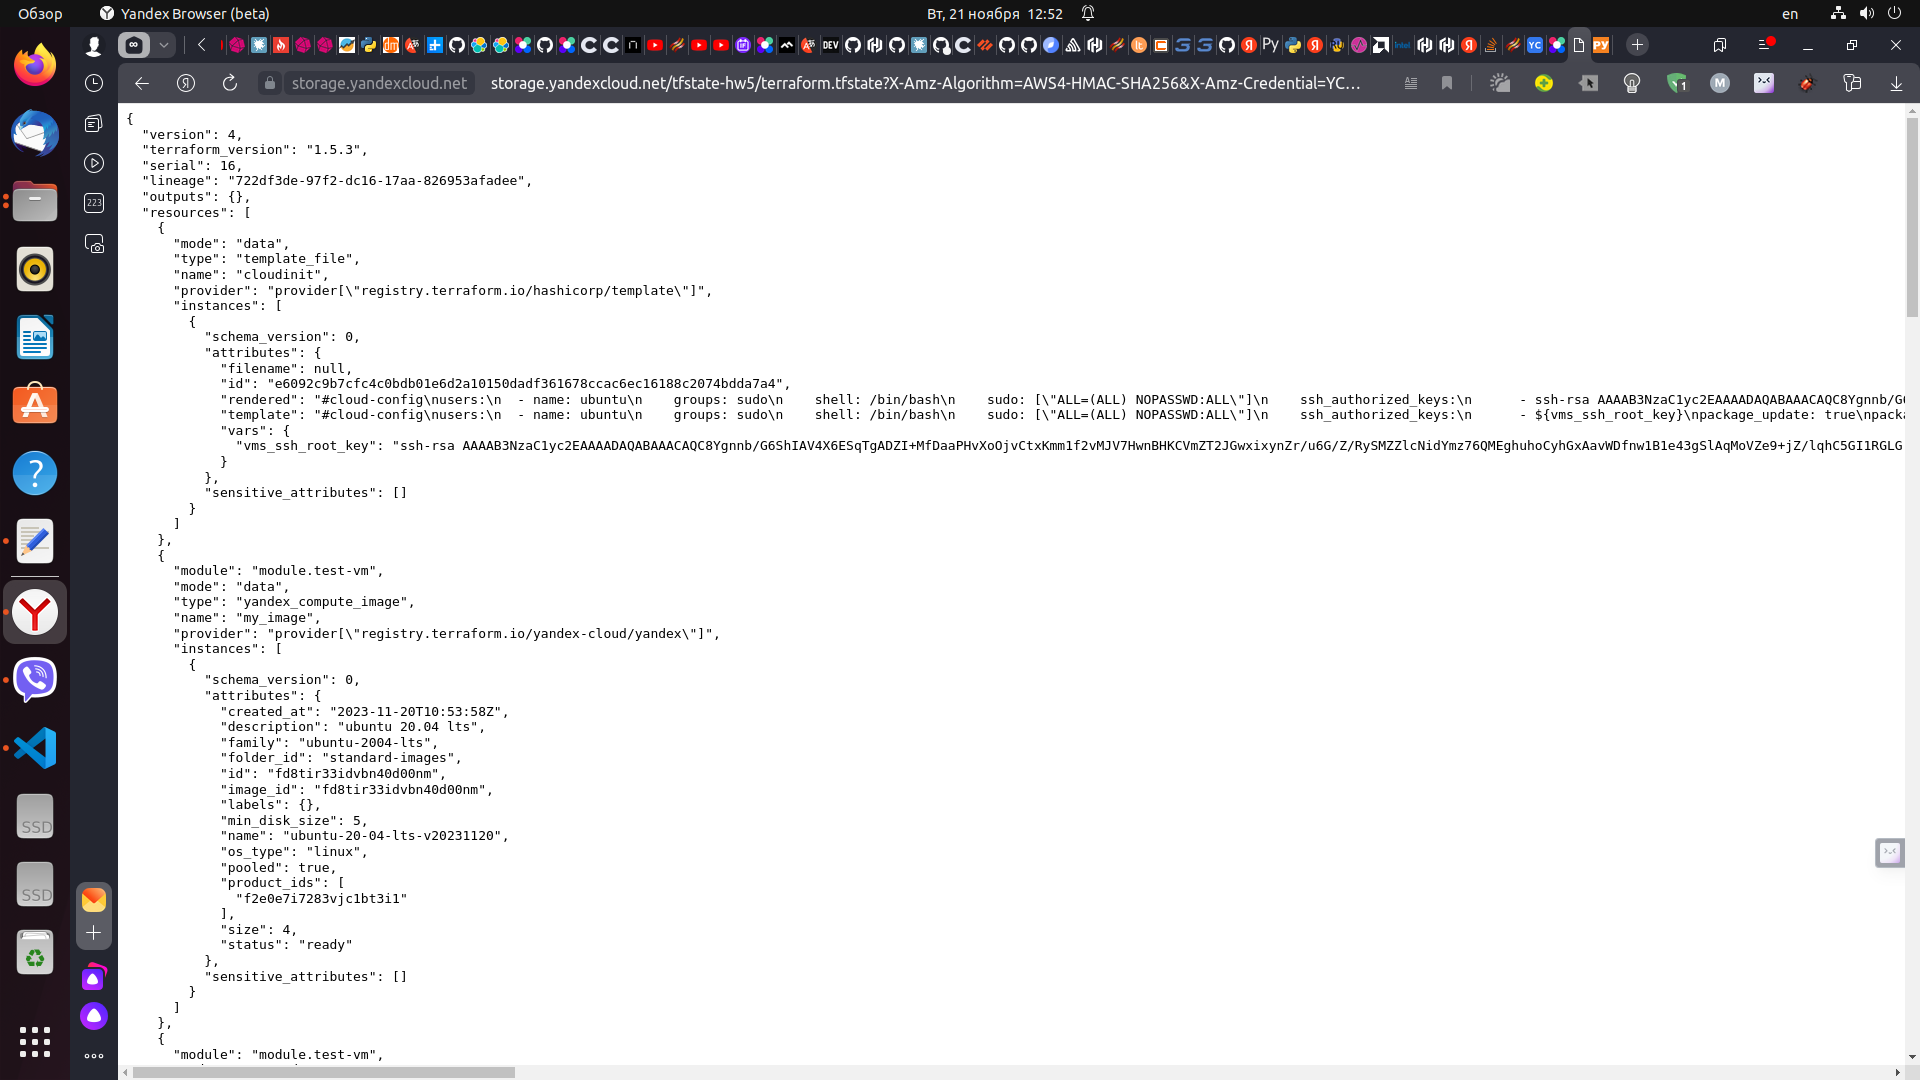 Обзор
Yandex Browser (beta)
Вт, 21 ноября 12:52
en
storage.yandexcloud.net
storage.yandexcloud.net/tfstate-hw5/terraform.tfstate?X-Amz-Algorithm=AWS4-HMAC-SHA256&X-Amz-Credential=YC…
{
  "version": 4,
  "terraform_version": "1.5.3",
  "serial": 16,
  "lineage": "722df3de-97f2-dc16-17aa-826953afadee",
  "outputs": {},
  "resources": [
    {
      "mode": "data",
      "type": "template_file",
      "name": "cloudinit",
      "provider": "provider[\"registry.terraform.io/hashicorp/template\"]",
      "instances": [
        {
          "schema_version": 0,
          "attributes": {
            "filename": null,
            "id": "e6092c9b7cfc4c0bdb01e6d2a10150dadf361678ccac6ec16188c2074bdda7a4",
            "rendered": "#cloud-config\nusers:\n  - name: ubuntu\n    groups: sudo\n    shell: /bin/bash\n    sudo: [\"ALL=(ALL) NOPASSWD:ALL\"]\n    ssh_authorized_keys:\n      - ssh-rsa AAAAB3NzaC1yc2EAAAADAQABAAACAQC8Ygnnb/G
            "template": "#cloud-config\nusers:\n  - name: ubuntu\n    groups: sudo\n    shell: /bin/bash\n    sudo: [\"ALL=(ALL) NOPASSWD:ALL\"]\n    ssh_authorized_keys:\n      - ${vms_ssh_root_key}\npackage_update: true\npack
            "vars": {
              "vms_ssh_root_key": "ssh-rsa AAAAB3NzaC1yc2EAAAADAQABAAACAQC8Ygnnb/G6ShIAV4X6ESqTgADZI+MfDaaPHvXoOjvCtxKmm1f2vMJV7HwnBHKCVmZT2JGwxixynZr/u6G/Z/RySMZZlcNidYmz76QMEghuhoCyhGxAavWDfnw1B1e43gSlAqMoVZe9+jZ/lqhC5GI1RGLG
            }
          },
          "sensitive_attributes": []
        }
      ]
    },
    {
      "module": "module.test-vm",
      "mode": "data",
      "type": "yandex_compute_image",
      "name": "my_image",
      "provider": "provider[\"registry.terraform.io/yandex-cloud/yandex\"]",
      "instances": [
        {
          "schema_version": 0,
          "attributes": {
            "created_at": "2023-11-20T10:53:58Z",
            "description": "ubuntu 20.04 lts",
            "family": "ubuntu-2004-lts",
            "folder_id": "standard-images",
            "id": "fd8tir33idvbn40d00nm",
            "image_id": "fd8tir33idvbn40d00nm",
            "labels": {},
            "min_disk_size": 5,
            "name": "ubuntu-20-04-lts-v20231120",
            "os_type": "linux",
            "pooled": true,
            "product_ids": [
              "f2e0e7i7283vjc1bt3i1"
            ],
            "size": 4,
            "status": "ready"
          },
          "sensitive_attributes": []
        }
      ]
    },
    {
      "module": "module.test-vm",
223
SSD
SSD